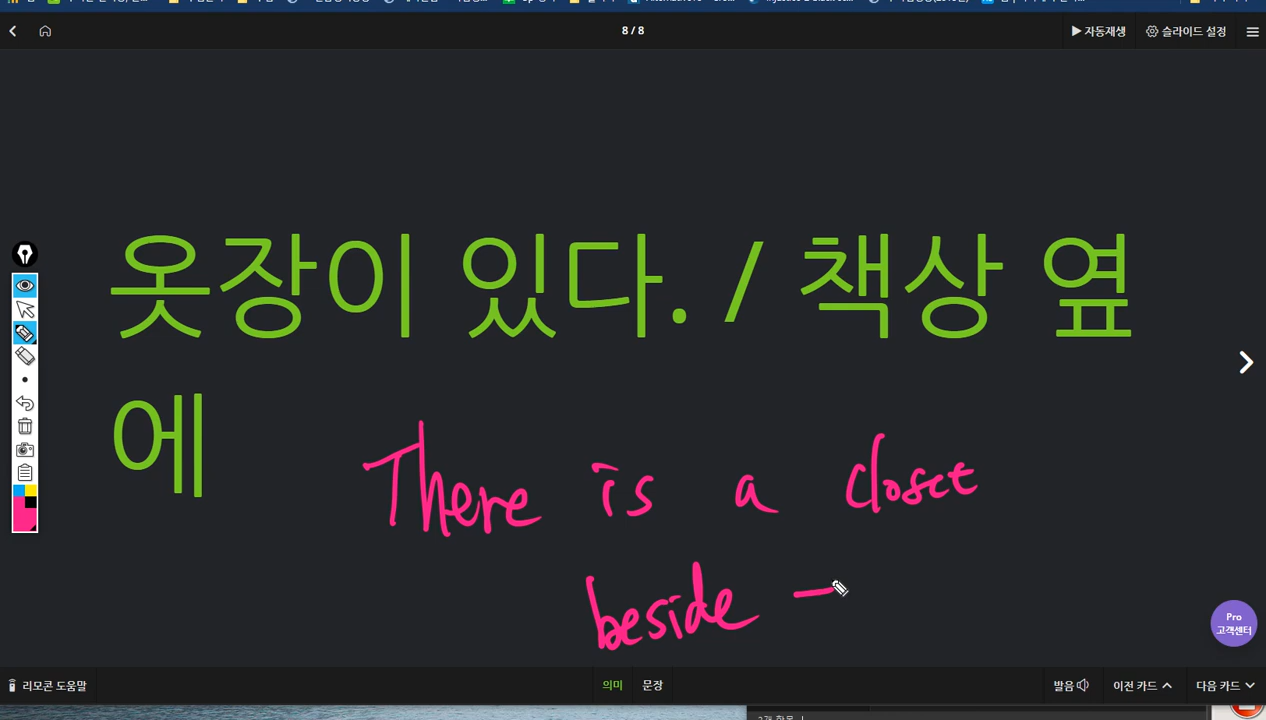 8 / 8
자동재생
슬라이드 설정
옷장이 있다. / 책상 옆
에
There is a closet
beside
Pro
고객센터
리모콘 도움말
의미
문장
발음
이전 카드
다음 카드